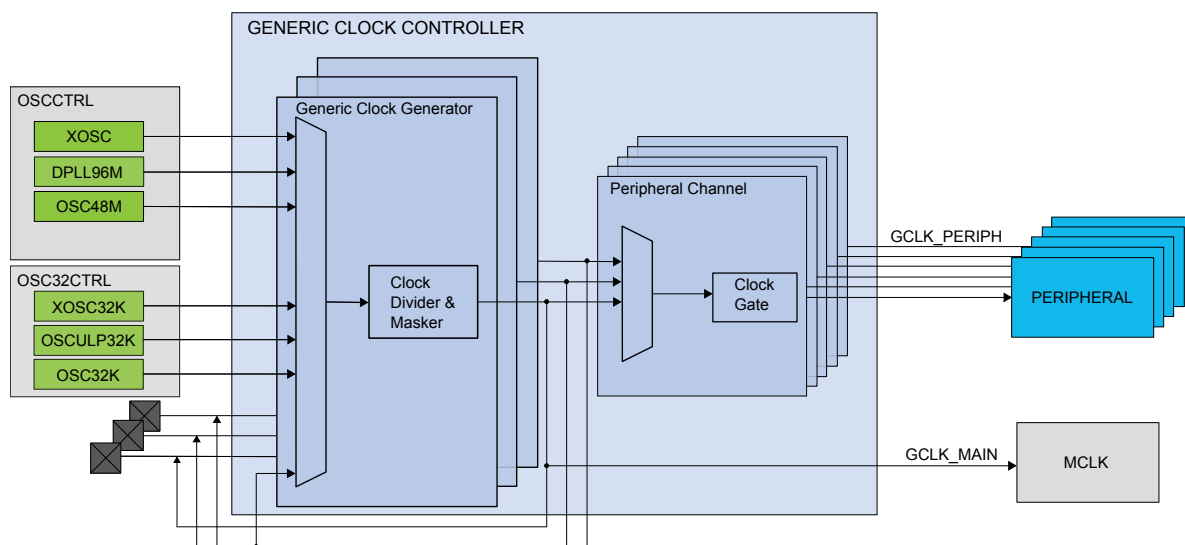 GENERIC CLOCK CONTROLLER
OSCCTRL
XOSC
DPLL96M
OSC48M
OSC32CTRL
XOSC32K
OSCULP32K
OSC32K
Generic Clock Generator
Clock
Divider &
Masker
Peripheral Channel
Clock
Gate
GCLK_PERIPH
PERIPHERAL
GCLK_MAIN
MCLK